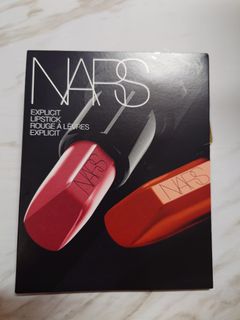 NARS
EXPLICIT
LIPSTICK
ROUGE À LÈVRES
EXPLICIT
NARS
NARS